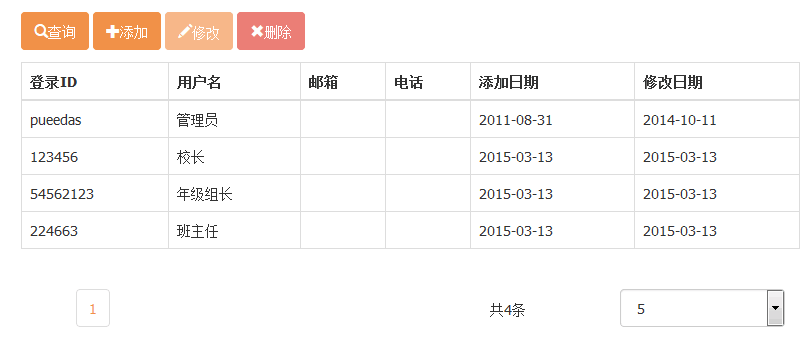 查询 添加 修改 删除
登录ID 用户名 邮箱 电话 添加日期 修改日期
pueedas 管理员 2011-08-31 2014-10-11
123456 校长 2015-03-13 2015-03-13
54562123 年级组长 2015-03-13 2015-03-13
224663 班主任 2015-03-13 2015-03-13
1 共4条 5